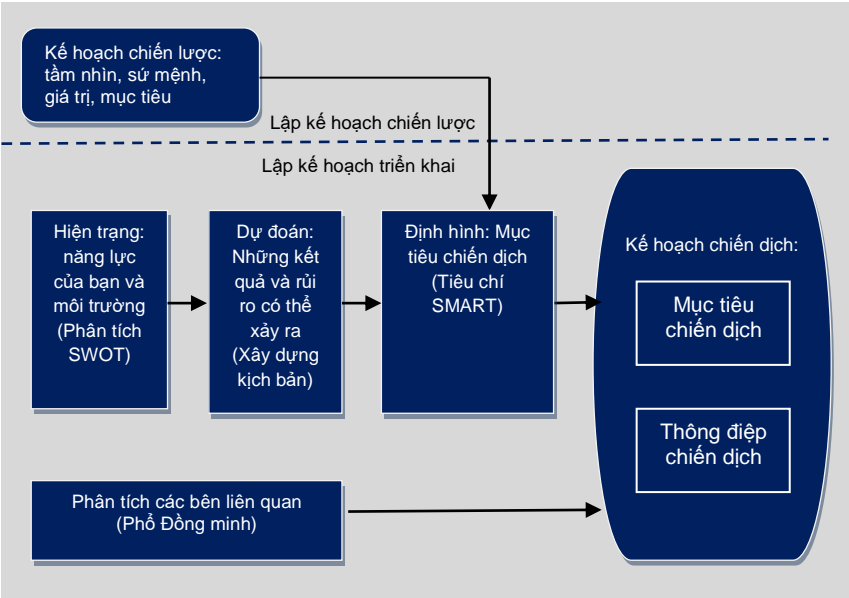 Kế hoạch chiến lược:
tầm nhìn, sứ mệnh,
giá trị, mục tiêu
Lập kế hoạch chiến lược
Lập kế hoạch triển khai
Hiện trạng:
năng lực
của bạn và
môi trường
(Phân tích
SWOT)
Dự đoán:
Những kết
quả và rủi
ro có thể
xảy ra
(Xây dựng
kịch bản)
Định hình: Mục
tiêu chiến dịch
(Tiêu chí
SMART)
Kế hoạch chiến dịch:
Mục tiêu
chiến dịch
Thông điệp
chiến dịch
Phân tích các bên liên quan
(Phổ Đồng minh)